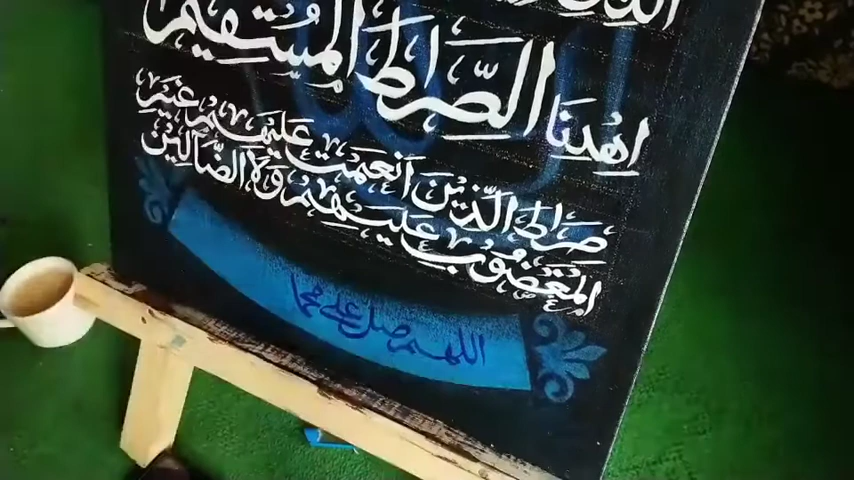 اهدنا الصراط المستقيم
صراط الذين أنعمت عليهم غير
المغضوب عليهم ولا الضالين
اللهم صل على محمد